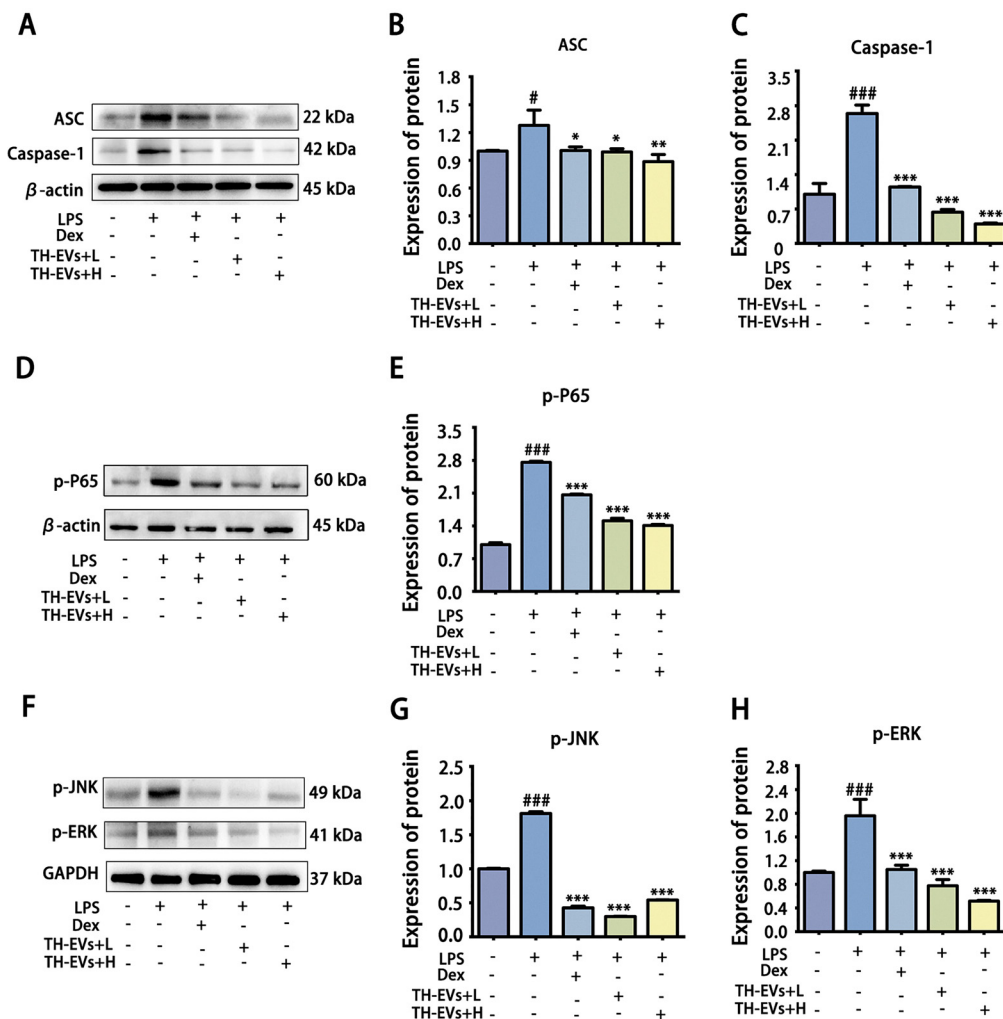 A
ASC 22 kDa
Caspase-1 42 kDa
β-actin 45 kDa
LPS - + + + +
Dex - - + - -
TH-EVs+L - - - + -
TH-EVs+H - - - - +
B
ASC
Expression of protein
1.8
1.5
1.2
0.9
0.6
0.3
0.0
# * * **
LPS - + + + +
Dex - - + - -
TH-EVs+L - - - + -
TH-EVs+H - - - - +
C
Caspase-1
Expression of protein
3.5
2.8
2.1
1.4
0.7
0
### *** *** ***
LPS - + + + +
Dex - - + - -
TH-EVs+L - - - + -
TH-EVs+H - - - - +
D
p-P65 60 kDa
β-actin 45 kDa
LPS - + + + +
Dex - - + - -
TH-EVs+L - - - + -
TH-EVs+H - - - - +
E
p-P65
Expression of protein
3.5
2.8
2.1
1.4
0.7
0.0
### *** *** ***
LPS - + + + +
Dex - - + - -
TH-EVs+L - - - + -
TH-EVs+H - - - - +
F
p-JNK 49 kDa
p-ERK 41 kDa
GAPDH 37 kDa
LPS - + + + +
Dex - - + - -
TH-EVs+L - - - + -
TH-EVs+H - - - - +
G
p-JNK
Expression of protein
2.5
2.0
1.5
1.0
0.5
0.0
### *** *** ***
LPS - + + + +
Dex - - + - -
TH-EVs+L - - - + -
TH-EVs+H - - - - +
H
p-ERK
Expression of protein
2.8
2.4
2.0
1.6
1.2
0.8
0.4
0.0
### *** *** ***
LPS - + + + +
Dex - - + - -
TH-EVs+L - - - + -
TH-EVs+H - - - - +